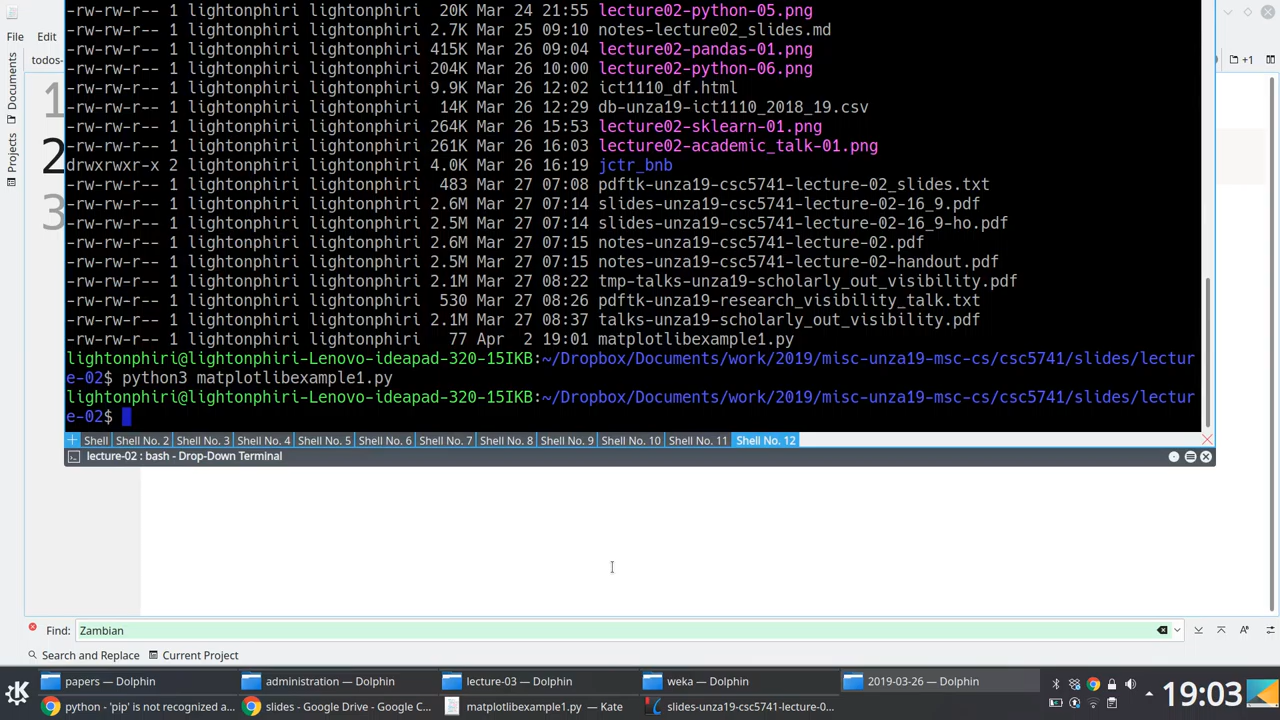 File Edit
todos-
+1
Documents
Projects
1
2
3
-rw-rw-r-- 1 lightonphiri lightonphiri 20K Mar 24 21:55 lecture02-python-05.png
-rw-rw-r-- 1 lightonphiri lightonphiri 2.7K Mar 25 09:10 notes-lecture02_slides.md
-rw-rw-r-- 1 lightonphiri lightonphiri 415K Mar 26 09:04 lecture02-pandas-01.png
-rw-rw-r-- 1 lightonphiri lightonphiri 204K Mar 26 10:00 lecture02-python-06.png
-rw-rw-r-- 1 lightonphiri lightonphiri 9.9K Mar 26 12:02 ict1110_df.html
-rw-rw-r-- 1 lightonphiri lightonphiri 14K Mar 26 12:29 db-unza19-ict1110_2018_19.csv
-rw-rw-r-- 1 lightonphiri lightonphiri 264K Mar 26 15:53 lecture02-sklearn-01.png
-rw-rw-r-- 1 lightonphiri lightonphiri 261K Mar 26 16:03 lecture02-academic_talk-01.png
drwxrwxr-x 2 lightonphiri lightonphiri 4.0K Mar 26 16:19 jctr_bnb
-rw-rw-r-- 1 lightonphiri lightonphiri 483 Mar 27 07:08 pdftk-unza19-csc5741-lecture-02_slides.txt
-rw-rw-r-- 1 lightonphiri lightonphiri 2.6M Mar 27 07:14 slides-unza19-csc5741-lecture-02-16_9.pdf
-rw-rw-r-- 1 lightonphiri lightonphiri 2.5M Mar 27 07:14 slides-unza19-csc5741-lecture-02-16_9-ho.pdf
-rw-rw-r-- 1 lightonphiri lightonphiri 2.6M Mar 27 07:15 notes-unza19-csc5741-lecture-02.pdf
-rw-rw-r-- 1 lightonphiri lightonphiri 2.5M Mar 27 07:15 notes-unza19-csc5741-lecture-02-handout.pdf
-rw-rw-r-- 1 lightonphiri lightonphiri 2.1M Mar 27 08:22 tmp-talks-unza19-scholarly_out_visibility.pdf
-rw-rw-r-- 1 lightonphiri lightonphiri 530 Mar 27 08:26 pdftk-unza19-research_visibility_talk.txt
-rw-rw-r-- 1 lightonphiri lightonphiri 2.1M Mar 27 08:37 talks-unza19-scholarly_out_visibility.pdf
-rw-rw-r-- 1 lightonphiri lightonphiri 77 Apr 2 19:01 matplotlibexample1.py
lightonphiri@lightonphiri-Lenovo-ideapad-320-15IKB:~/Dropbox/Documents/work/2019/misc-unza19-msc-cs/csc5741/slides/lectur
e-02$ python3 matplotlibexample1.py
lightonphiri@lightonphiri-Lenovo-ideapad-320-15IKB:~/Dropbox/Documents/work/2019/misc-unza19-msc-cs/csc5741/slides/lectur
e-02$
Shell Shell No. 2 Shell No. 3 Shell No. 4 Shell No. 5 Shell No. 6 Shell No. 7 Shell No. 8 Shell No. 9 Shell No. 10 Shell No. 11 Shell No. 12
lecture-02 : bash - Drop-Down Terminal
Find: Zambian
Search and Replace Current Project
papers — Dolphin administration — Dolphin lecture-03 — Dolphin weka — Dolphin 2019-03-26 — Dolphin
python - 'pip' is not recognized a... slides - Google Drive - Google C... matplotlibexample1.py — Kate slides-unza19-csc5741-lecture-0...
19:03